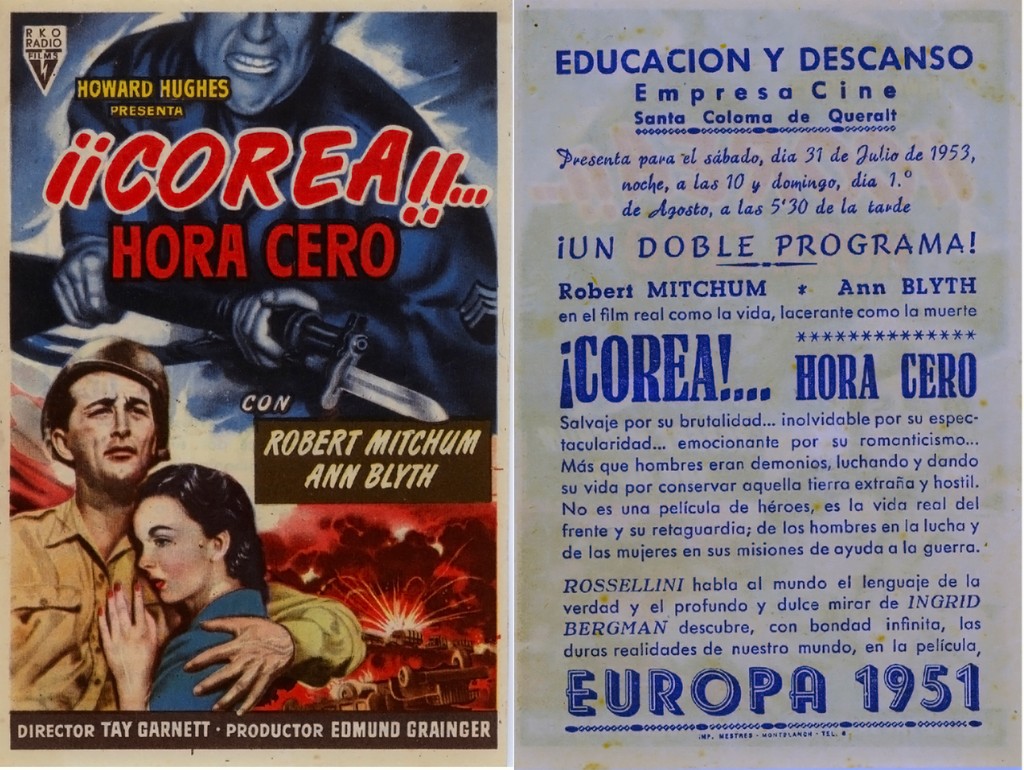 RKO
RADIO
FILMS
HOWARD HUGHES
PRESENTA
¡¡COREA!!...
HORA CERO
CON
ROBERT MITCHUM
ANN BLYTH
DIRECTOR TAY GARNETT · PRODUCTOR EDMUND GRAINGER
EDUCACION Y DESCANSO
Empresa Cine
Santa Coloma de Queralt
Presenta para el sábado, dia 31 de Julio de 1953,
noche, a las 10 y domingo, dia 1.º
de Agosto, a las 5'30 de la tarde
¡UN DOBLE PROGRAMA!
Robert MITCHUM * Ann BLYTH
en el film real como la vida, lacerante como la muerte
¡COREA!.... HORA CERO
Salvaje por su brutalidad... inolvidable por su espec-
tacularidad... emocionante por su romanticismo...
Más que hombres eran demonios, luchando y dando
su vida por conservar aquella tierra extraña y hostil.
No es una película de héroes, es la vida real del
frente y su retaguardia; de los hombres en la lucha y
de las mujeres en sus misiones de ayuda a la guerra.
ROSSELLINI habla al mundo el lenguaje de la
verdad y el profundo y dulce mirar de INGRID
BERGMAN descubre, con bondad infinita, las
duras realidades de nuestro mundo, en la película,
EUROPA 1951
IMP. MESTRES - MONTBLANCH - TEL. 6